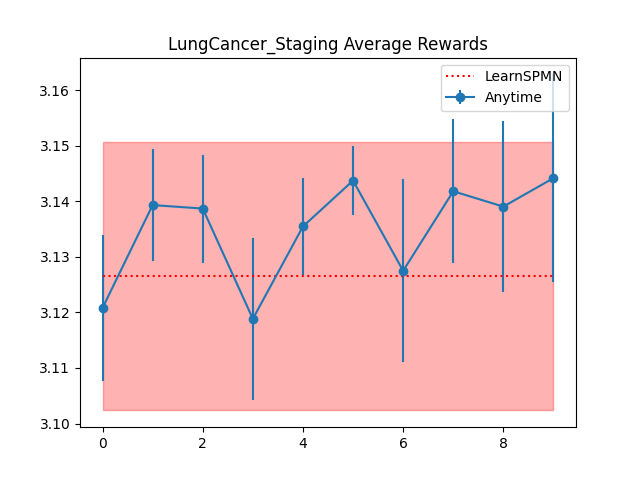 LungCancer_Staging Average Rewards
LearnSPMN
Anytime
3.16
3.15
3.14
3.13
3.12
3.11
3.10
0 2 4 6 8